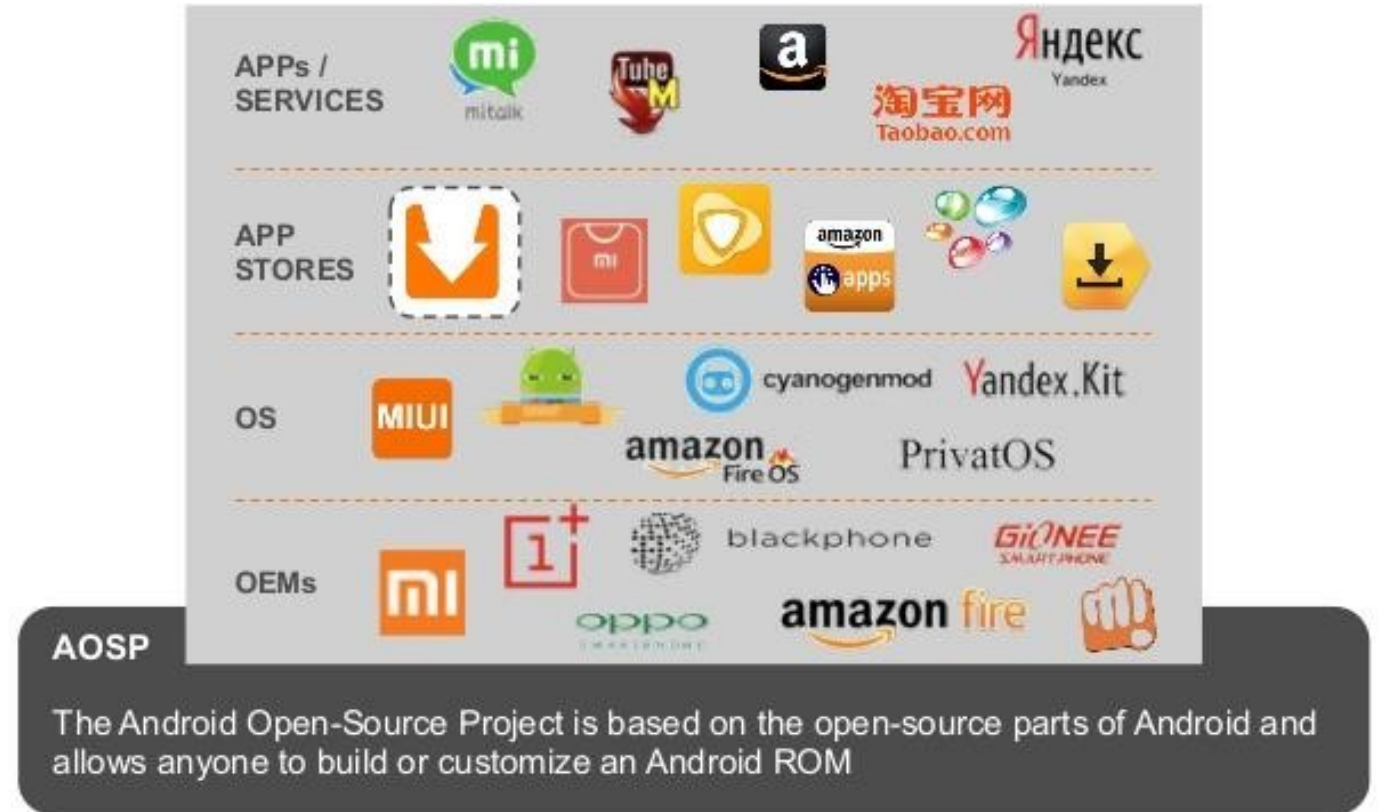 APPs /
SERVICES
mi
mitalk
Tube
M
a
淘宝网
Taobao.com
Яндекс
Yandex
APP
STORES
mi
amazon
apps
OS
MIUI
cyanogenmod
Yandex.Kit
amazon
Fire OS
PrivatOS
OEMs
mi
1+
blackphone
GiONEE
SMART PHONE
oppo
SMARTPHONE
amazon fire
AOSP
The Android Open-Source Project is based on the open-source parts of Android and
allows anyone to build or customize an Android ROM